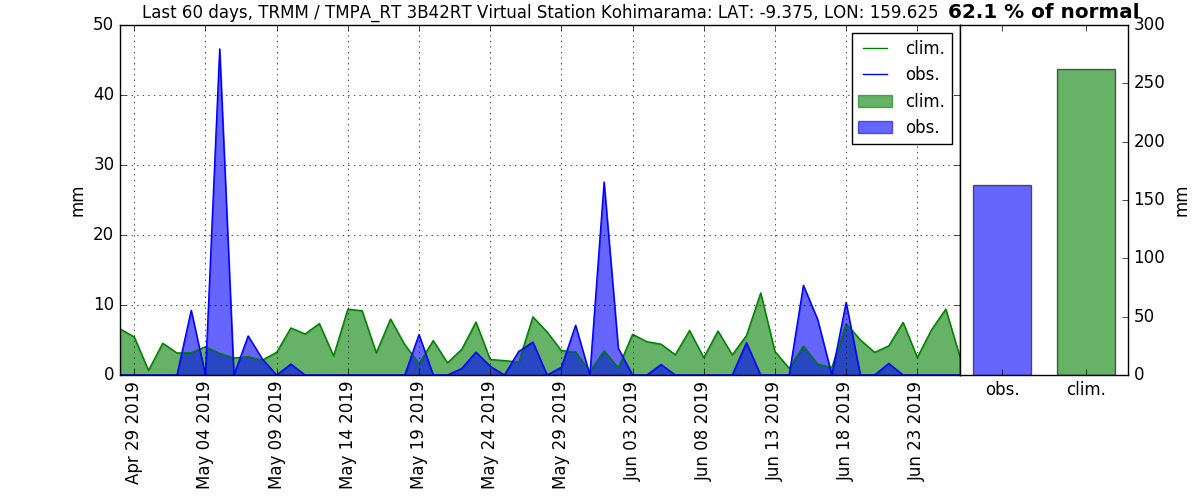 Last 60 days, TRMM / TMPA_RT 3B42RT Virtual Station Kohimarama: LAT: -9.375, LON: 159.625 62.1 % of normal
50
40
30
20
10
0
mm
clim.
obs.
clim.
obs.
300
250
200
150
100
50
0
mm
Apr 29 2019
May 04 2019
May 09 2019
May 14 2019
May 19 2019
May 24 2019
May 29 2019
Jun 03 2019
Jun 08 2019
Jun 13 2019
Jun 18 2019
Jun 23 2019
obs.
clim.